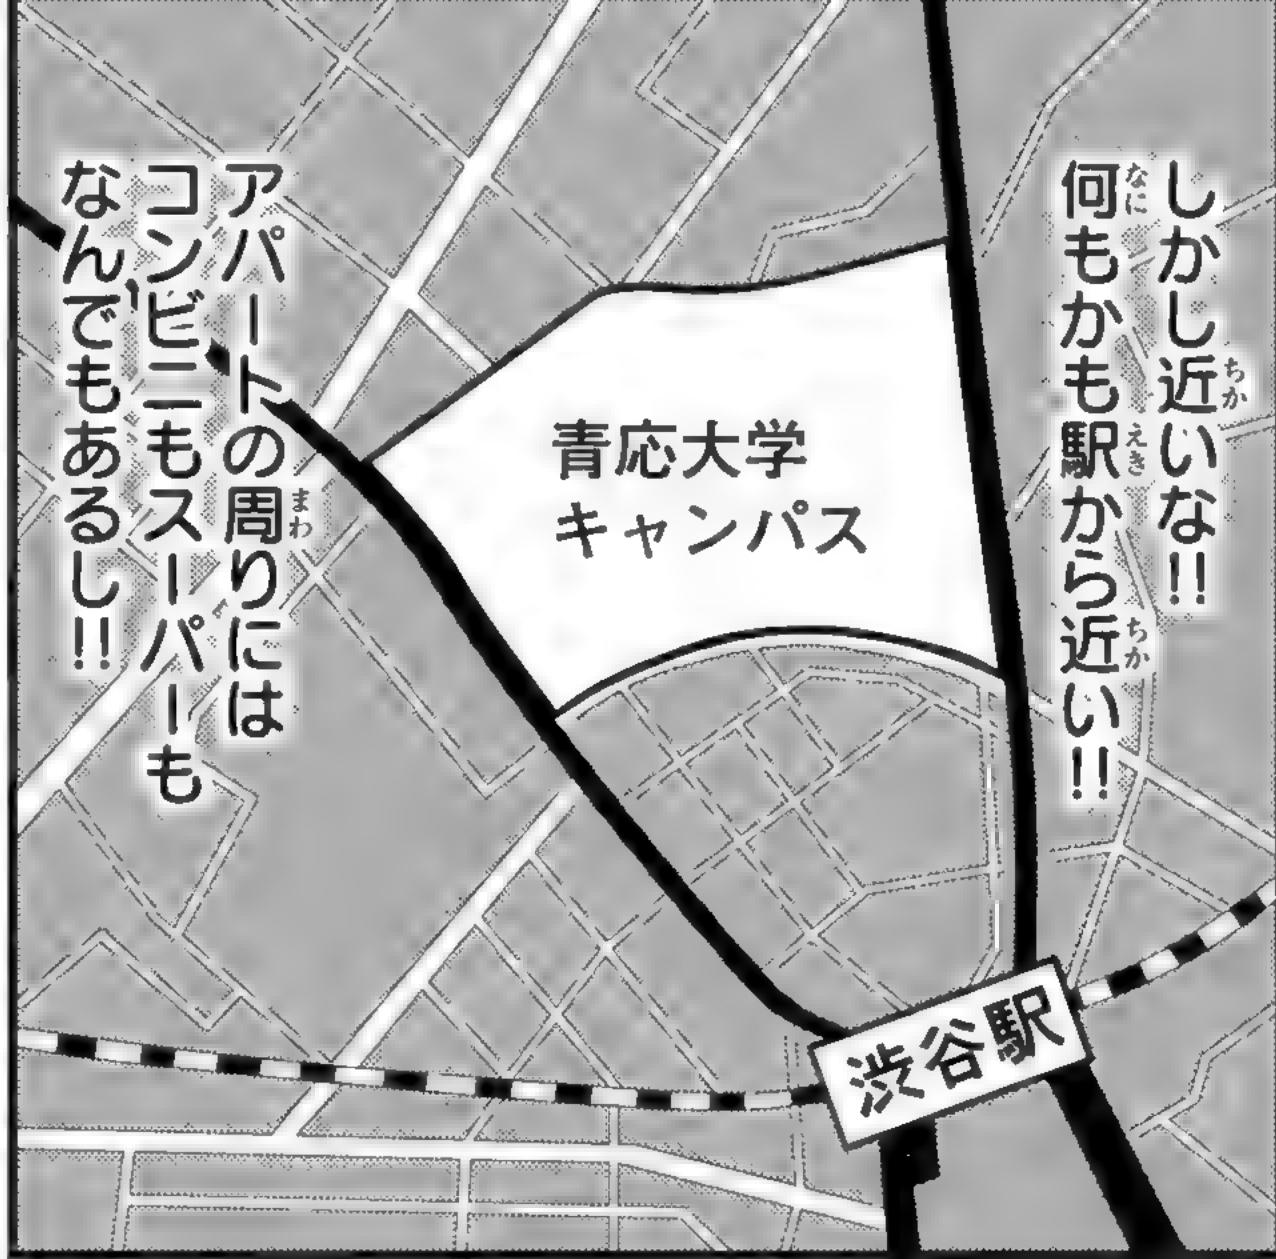 しかし近いな!!
何もかも駅から近い!!
青応大学
キャンパス
アパートの周りには
コンビニもスーパーも
なんでもあるし!!
渋谷駅